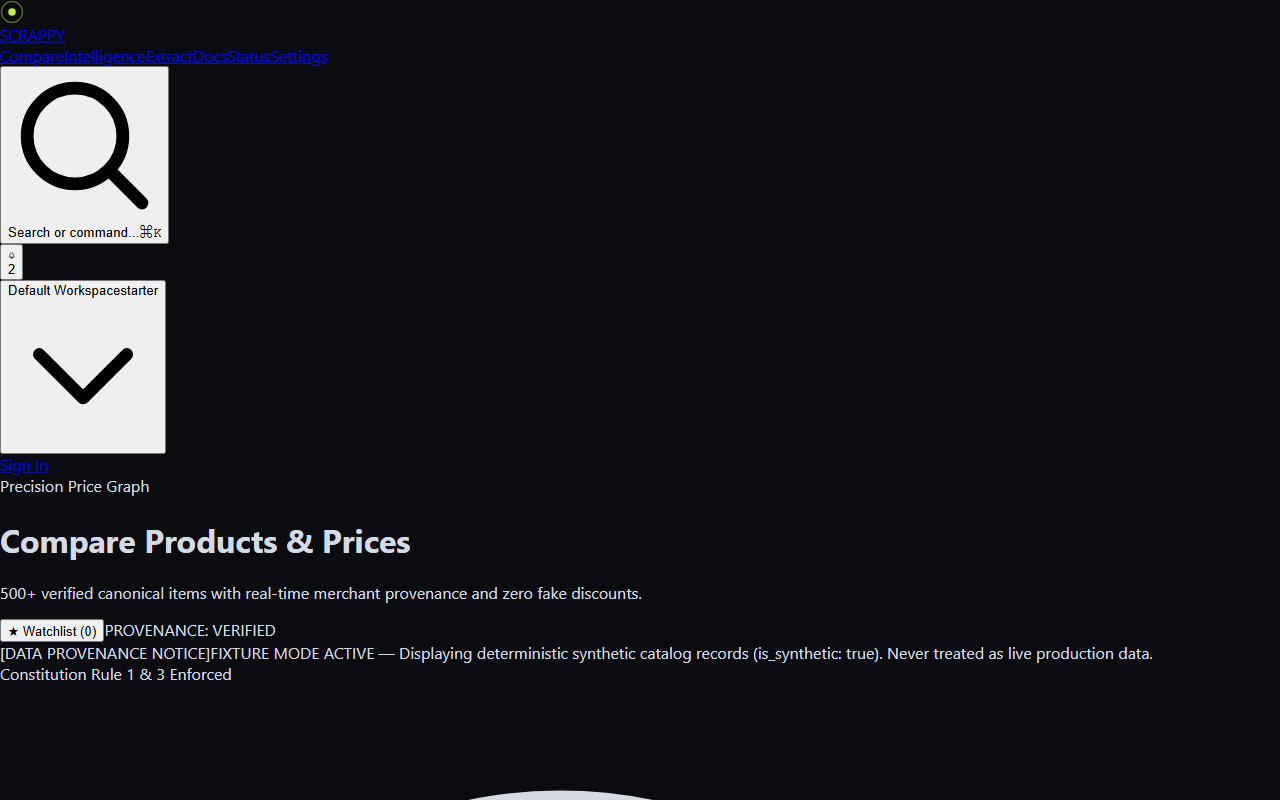 SCRAPPY
CompareIntelligenceExtractDocsStatusSettings
Search or command...⌘K
2
Default Workspacestarter
Sign In
Precision Price Graph
Compare Products & Prices
500+ verified canonical items with real-time merchant provenance and zero fake discounts.
★ Watchlist (0)PROVENANCE: VERIFIED
[DATA PROVENANCE NOTICE]FIXTURE MODE ACTIVE — Displaying deterministic synthetic catalog records (is_synthetic: true). Never treated as live production data.
Constitution Rule 1 & 3 Enforced